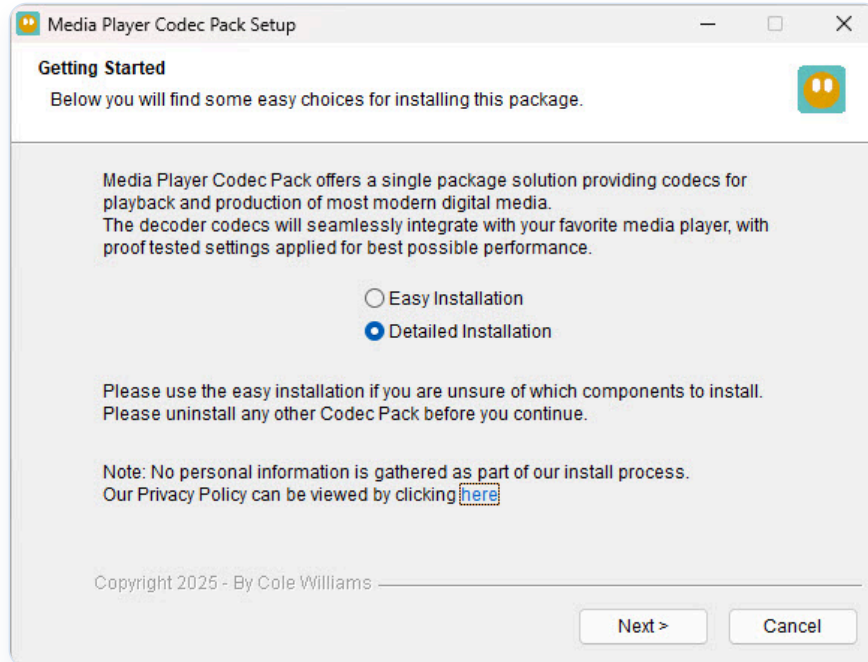 Media Player Codec Pack Setup
Getting Started
Below you will find some easy choices for installing this package.
Media Player Codec Pack offers a single package solution providing codecs for
playback and production of most modern digital media.
The decoder codecs will seamlessly integrate with your favorite media player, with
proof tested settings applied for best possible performance.
Easy Installation
Detailed Installation
Please use the easy installation if you are unsure of which components to install.
Please uninstall any other Codec Pack before you continue.
Note: No personal information is gathered as part of our install process.
Our Privacy Policy can be viewed by clicking here
Copyright 2025 - By Cole Williams
Next >
Cancel